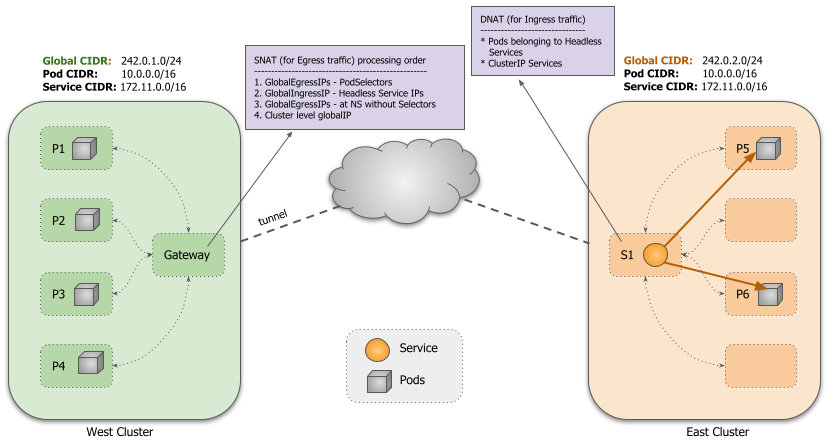 DNAT (for Ingress traffic)
--------------------------------
* Pods belonging to Headless
Services
* ClusterIP Services
SNAT (for Egress traffic) processing order
--------------------------------------------------
1. GlobalEgressIPs - PodSelectors
2. GlobalIngressIP - Headless Service IPs
3. GlobalEgressIPs - at NS without Selectors
4. Cluster level globalIP
Global CIDR: 242.0.1.0/24
Pod CIDR: 10.0.0.0/16
Service CIDR: 172.11.0.0/16
Global CIDR: 242.0.2.0/24
Pod CIDR: 10.0.0.0/16
Service CIDR: 172.11.0.0/16
P1
P2
P3
P4
Gateway
tunnel
S1
P5
P6
Service
Pods
West Cluster
East Cluster